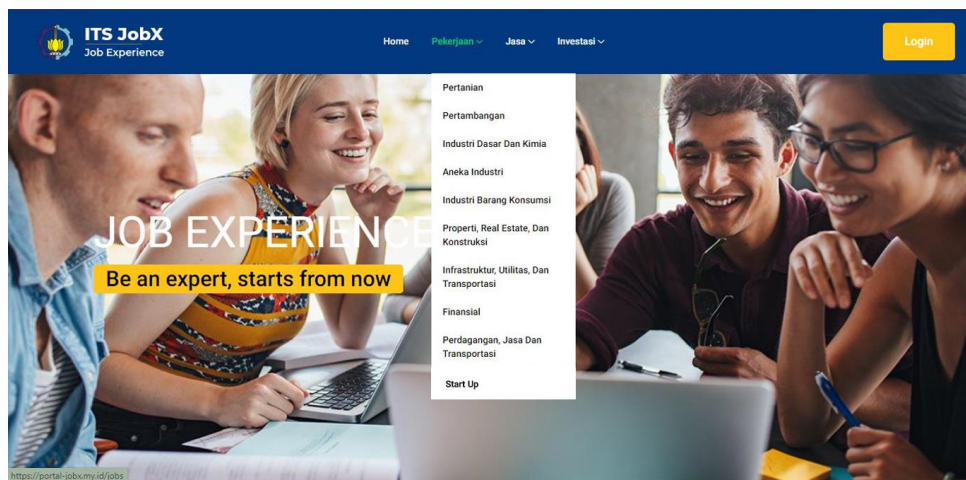 ITS JobX
Job Experience
Home
Pekerjaan
Jasa
Investasi
Login
Pertanian
Pertambangan
Industri Dasar Dan Kimia
Aneka Industri
Industri Barang Konsumsi
Properti, Real Estate, Dan
Konstruksi
Infrastruktur, Utilitas, Dan
Transportasi
Finansial
Perdagangan, Jasa Dan
Transportasi
Start Up
JOB EXPERIENCE
Be an expert, starts from now
https://portal-jobx.my.id/jobs